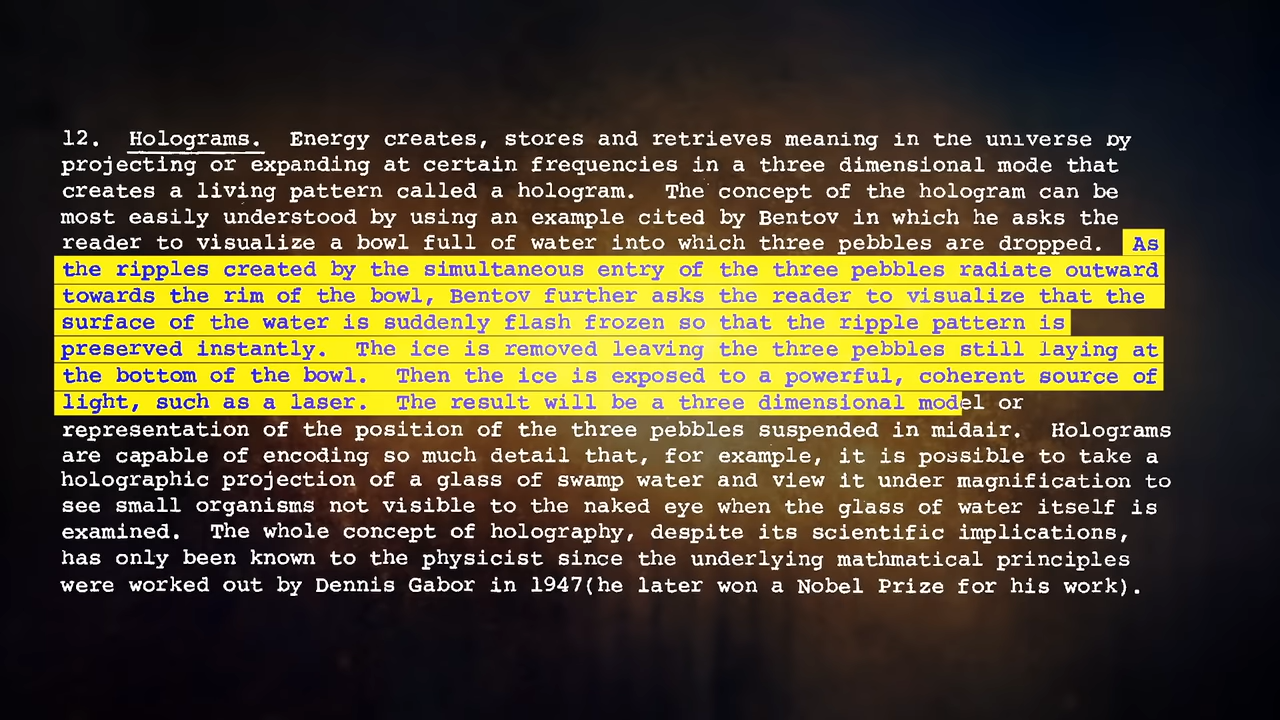 12.  Holograms.  Energy creates, stores and retrieves meaning in the universe by
projecting or expanding at certain frequencies in a three dimensional mode that
creates a living pattern called a hologram.  The concept of the hologram can be
most easily understood by using an example cited by Bentov in which he asks the
reader to visualize a bowl full of water into which three pebbles are dropped.  As
the ripples created by the simultaneous entry of the three pebbles radiate outward
towards the rim of the bowl, Bentov further asks the reader to visualize that the
surface of the water is suddenly flash frozen so that the ripple pattern is
preserved instantly.  The ice is removed leaving the three pebbles still laying at
the bottom of the bowl.  Then the ice is exposed to a powerful, coherent source of
light, such as a laser.  The result will be a three dimensional model or
representation of the position of the three pebbles suspended in midair.  Holograms
are capable of encoding so much detail that, for example, it is possible to take a
holographic projection of a glass of swamp water and view it under magnification to
see small organisms not visible to the naked eye when the glass of water itself is
examined.  The whole concept of holography, despite its scientific implications,
has only been known to the physicist since the underlying mathmatical principles
were worked out by Dennis Gabor in 1947(he later won a Nobel Prize for his work).